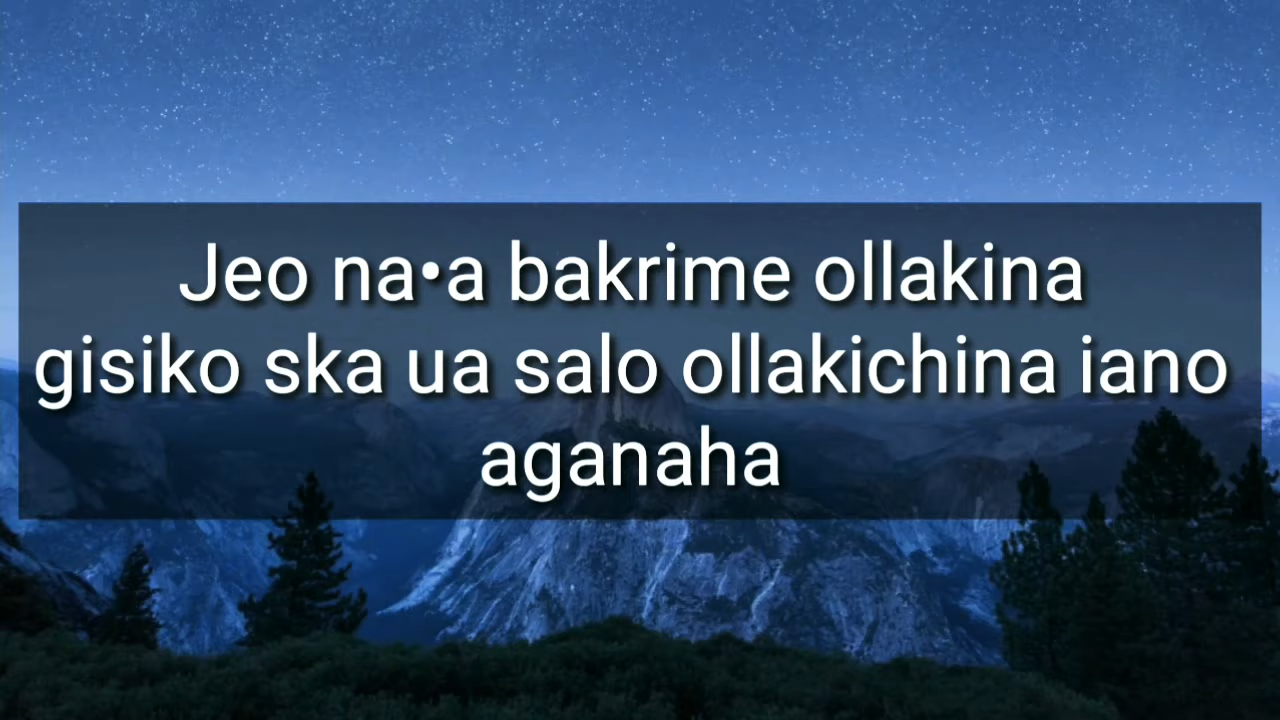 Jeo na•a bakrime ollakina
gisiko ska ua salo ollakichina iano
aganaha